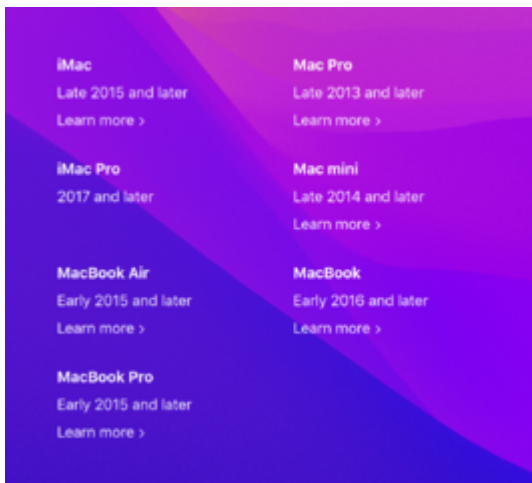 iMac
Late 2015 and later
Learn more >
Mac Pro
Late 2013 and later
Learn more >
iMac Pro
2017 and later
Mac mini
Late 2014 and later
Learn more >
MacBook Air
Early 2015 and later
Learn more >
MacBook
Early 2016 and later
Learn more >
MacBook Pro
Early 2015 and later
Learn more >